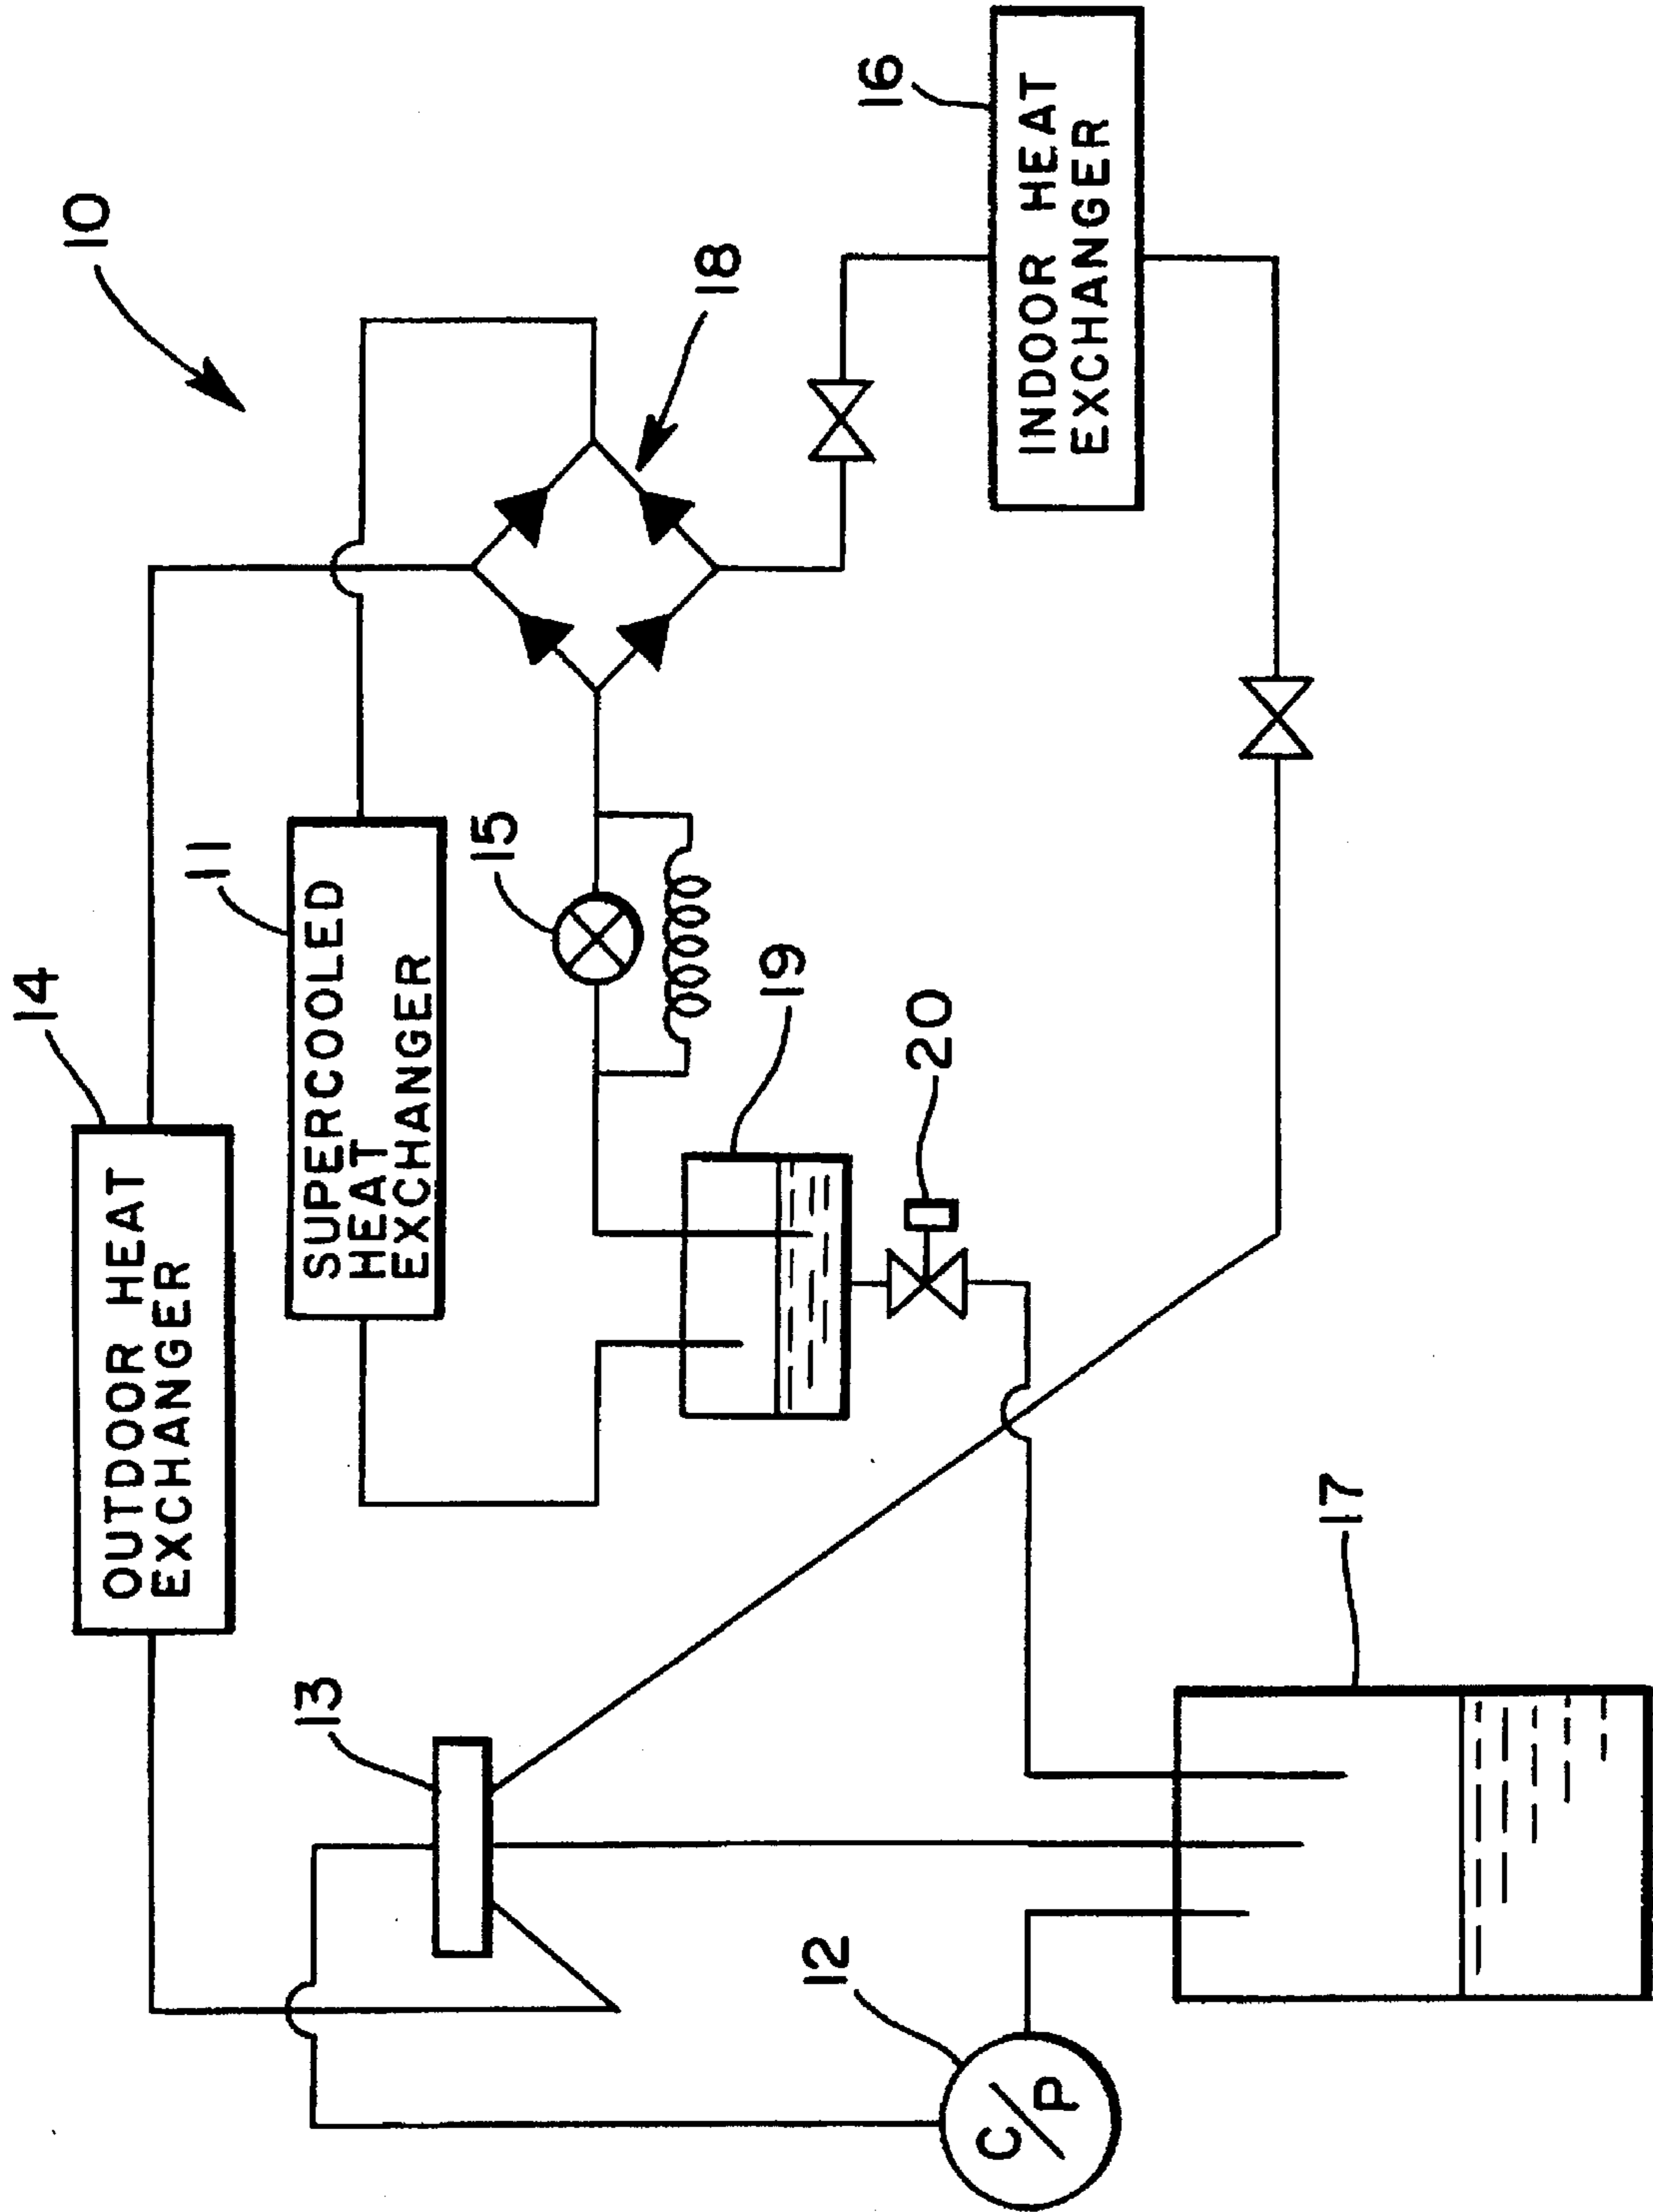 10
14
OUTDOOR HEAT
EXCHANGER
11
SUPERCOOLED
HEAT
EXCHANGER
13
15
18
19
20
16
INDOOR HEAT
EXCHANGER
12
C/P
17